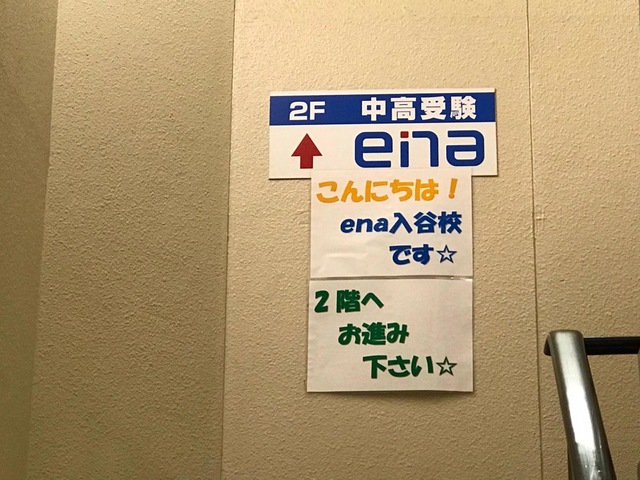 2F 中高受験
ena
こんにちは！
ena入谷校
です☆
2階へ
お進み
下さい☆